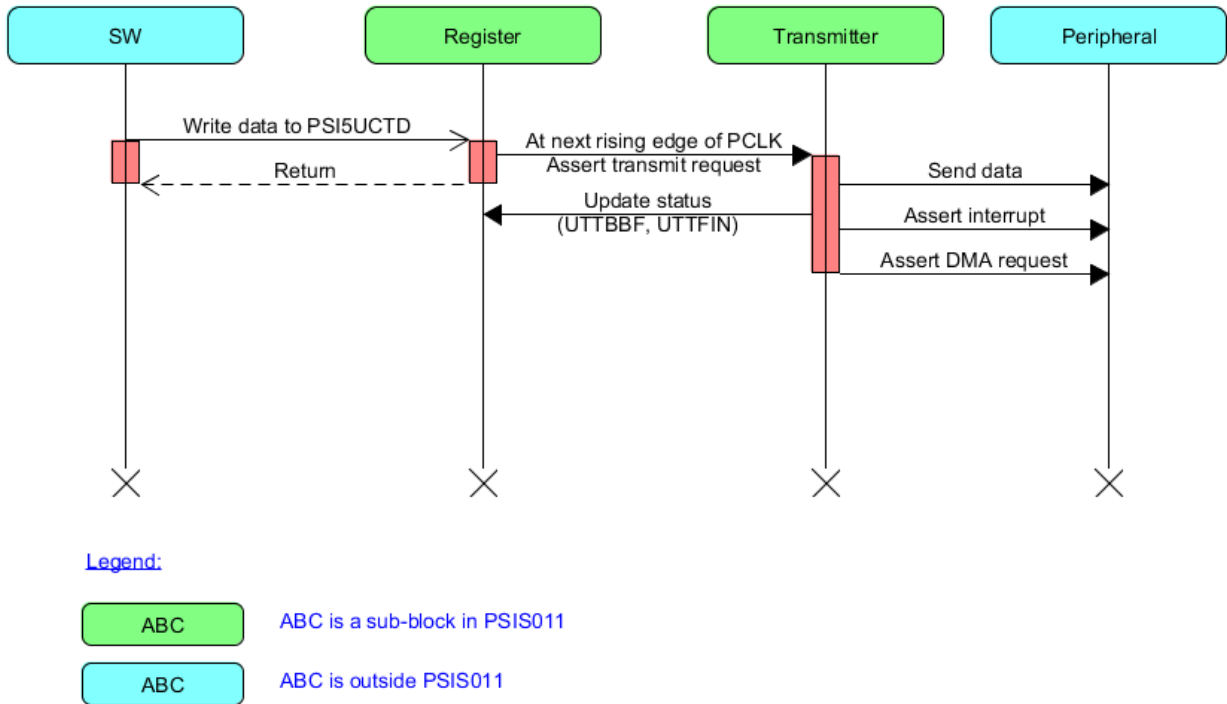 SW
Register
Transmitter
Peripheral
Write data to PSI5UCTD
At next rising edge of PCLK
Assert transmit request
Return
Send data
Update status
(UTTBBF, UTTFIN)
Assert interrupt
Assert DMA request
Legend:
ABC
ABC is a sub-block in PSIS011
ABC
ABC is outside PSIS011